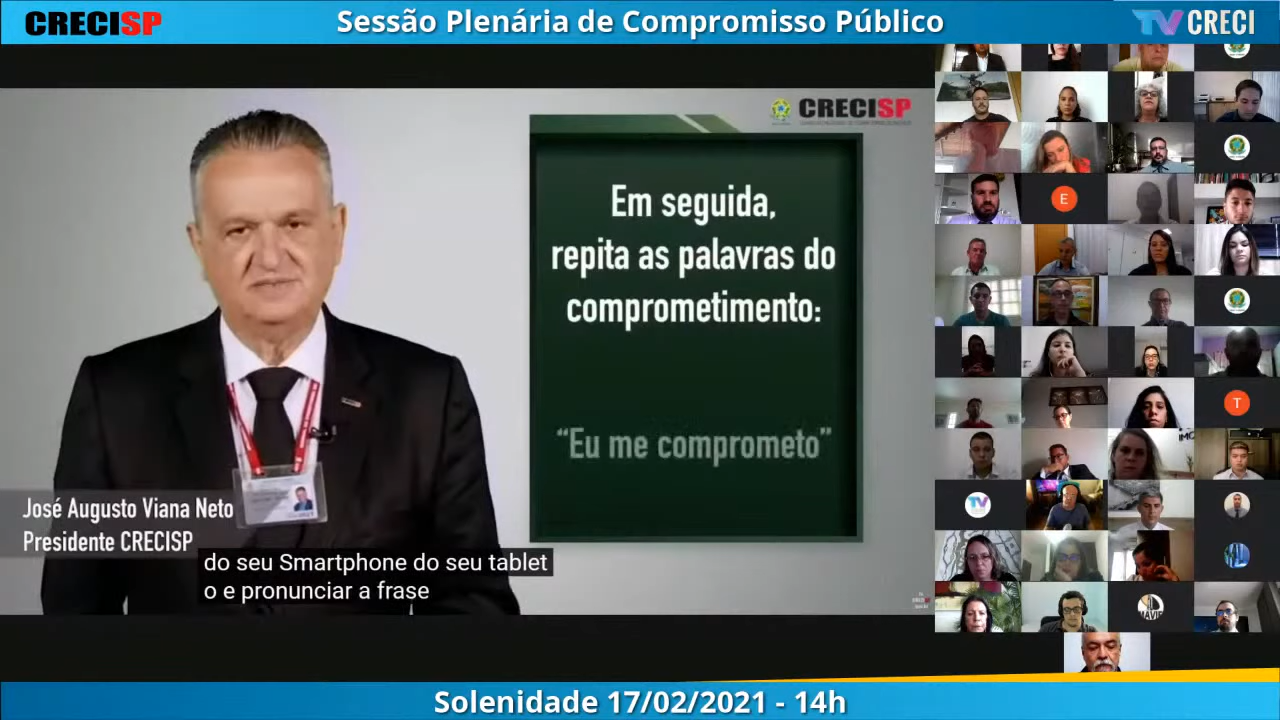 CRECISP
Sessão Plenária de Compromisso Público
TV CRECI
CRECISP
Em seguida,
repita as palavras do
comprometimento:
“Eu me comprometo”
José Augusto Viana Neto
Presidente CRECISP
do seu Smartphone do seu tablet
o e pronunciar a frase
E
T
TV
Solenidade 17/02/2021 - 14h